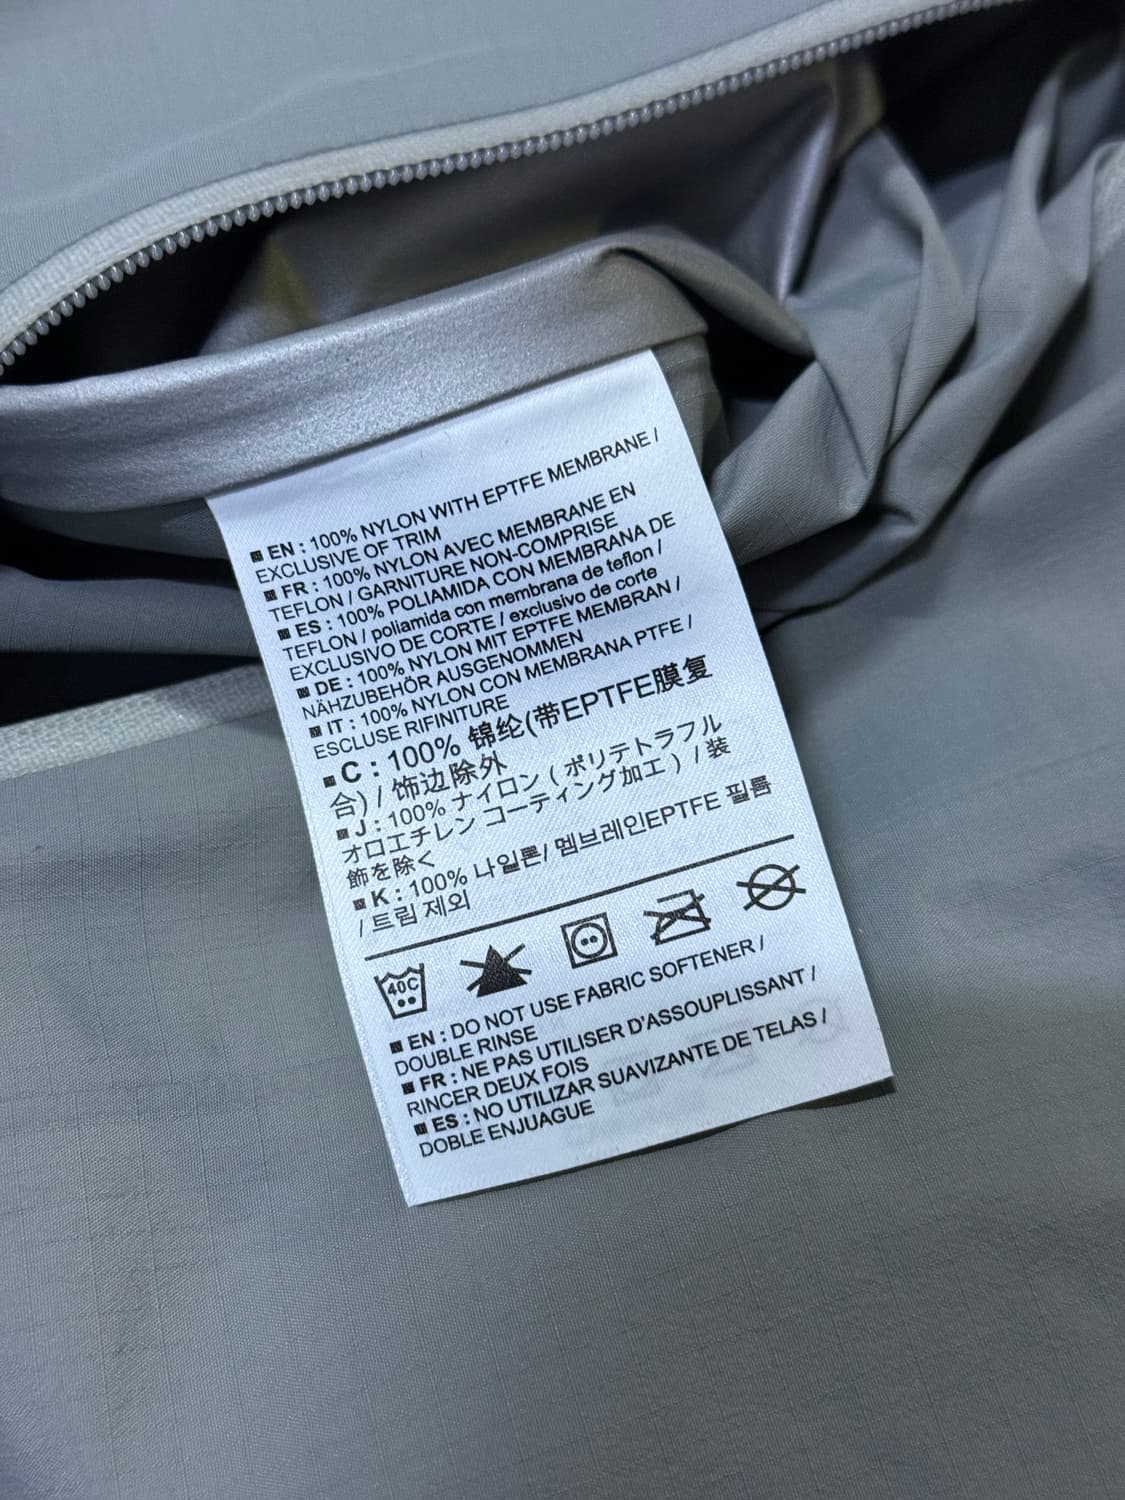 ■ EN : 100% NYLON WITH EPTFE MEMBRANE /
EXCLUSIVE OF TRIM
■ FR : 100% NYLON AVEC MEMBRANE EN
TEFLON / GARNITURE NON-COMPRISE
■ ES : 100% POLIAMIDA CON MEMBRANA DE
TEFLON / poliamida con membrana de teflon /
EXCLUSIVO DE CORTE / exclusivo de corte
■ DE : 100% NYLON MIT EPTFE MEMBRAN /
NÄHZUBEHÖR AUSGENOMMEN
■ IT : 100% NYLON CON MEMBRANA PTFE /
ESCLUSE RIFINITURE
■ C : 100% 锦纶(带EPTFE膜复
合) / 饰边除外
■ J : 100% ナイロン ( ポリテトラフル
オロエチレン コーティング加工 ) / 装
飾を除く
■ K : 100% 나일론/ 멤브레인EPTFE 필름
/ 트림 제외
40C
■ EN : DO NOT USE FABRIC SOFTENER /
DOUBLE RINSE
■ FR : NE PAS UTILISER D'ASSOUPLISSANT /
RINCER DEUX FOIS
■ ES : NO UTILIZAR SUAVIZANTE DE TELAS /
DOBLE ENJUAGUE